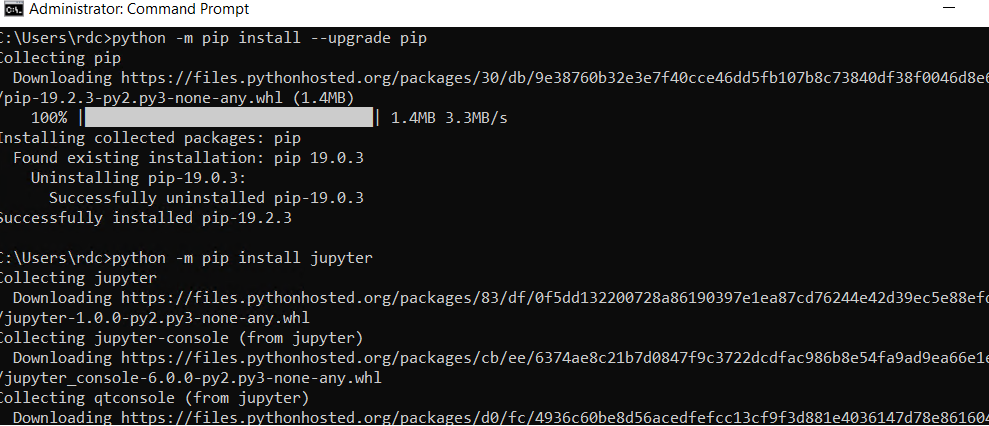 Administrator: Command Prompt
C:\Users\rdc>python -m pip install --upgrade pip
Collecting pip
Downloading https://files.pythonhosted.org/packages/30/db/9e38760b32e3e7f40cce46dd5fb107b8c73840df38f0046d8e6
/pip-19.2.3-py2.py3-none-any.whl (1.4MB)
100% || 1.4MB 3.3MB/s
Installing collected packages: pip
Found existing installation: pip 19.0.3
Uninstalling pip-19.0.3:
Successfully uninstalled pip-19.0.3
Successfully installed pip-19.2.3
C:\Users\rdc>python -m pip install jupyter
Collecting jupyter
Downloading https://files.pythonhosted.org/packages/83/df/0f5dd132200728a86190397e1ea87cd76244e42d39ec5e88efd
/jupyter-1.0.0-py2.py3-none-any.whl
Collecting jupyter-console (from jupyter)
Downloading https://files.pythonhosted.org/packages/cb/ee/6374ae8c21b7d0847f9c3722dcdfac986b8e54fa9ad9ea66e1e
/jupyter_console-6.0.0-py2.py3-none-any.whl
Collecting qtconsole (from jupyter)
Downloading https://files.pythonhosted.org/packages/d0/fc/4936c60be8d56acedfefcc13cf9f3d881e4036147d78e861604